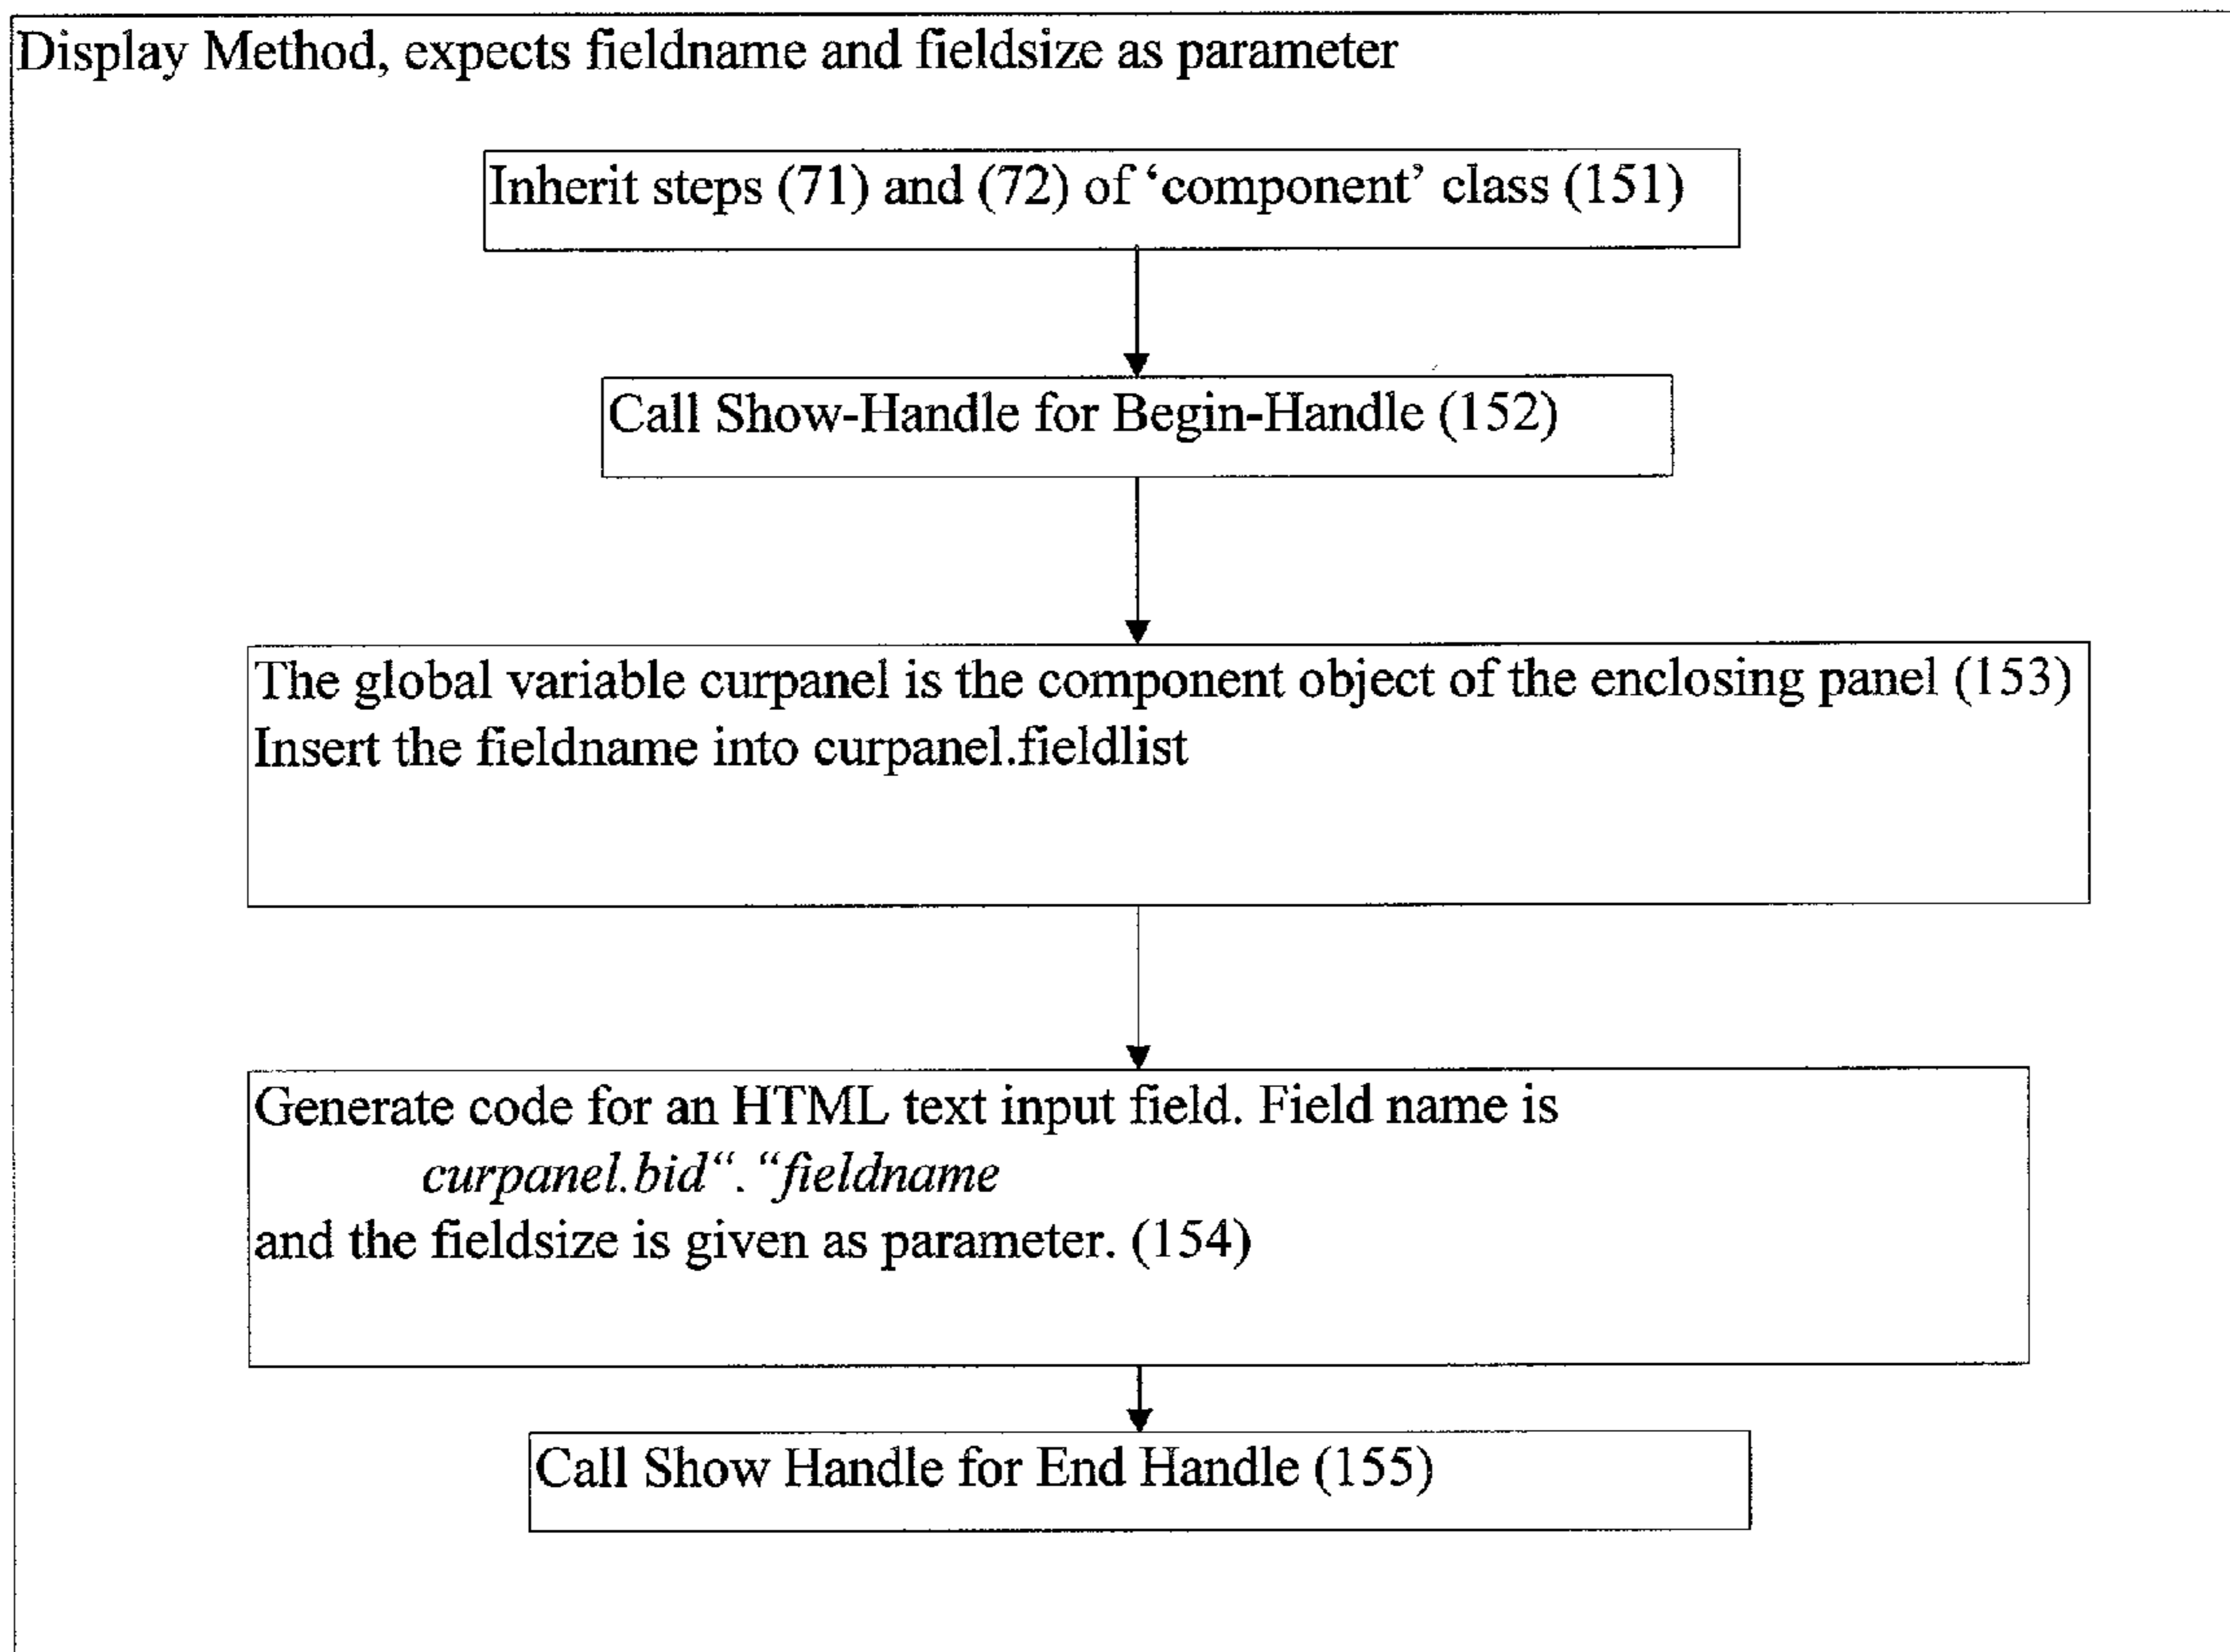 Display Method, expects fieldname and fieldsize as parameter
Inherit steps (71) and (72) of ‘component’ class (151)
Call Show-Handle for Begin-Handle (152)
The global variable curpanel is the component object of the enclosing panel (153)
Insert the fieldname into curpanel.fieldlist
Generate code for an HTML text input field. Field name is
curpanel.bid“. “fieldname
and the fieldsize is given as parameter. (154)
Call Show Handle for End Handle (155)